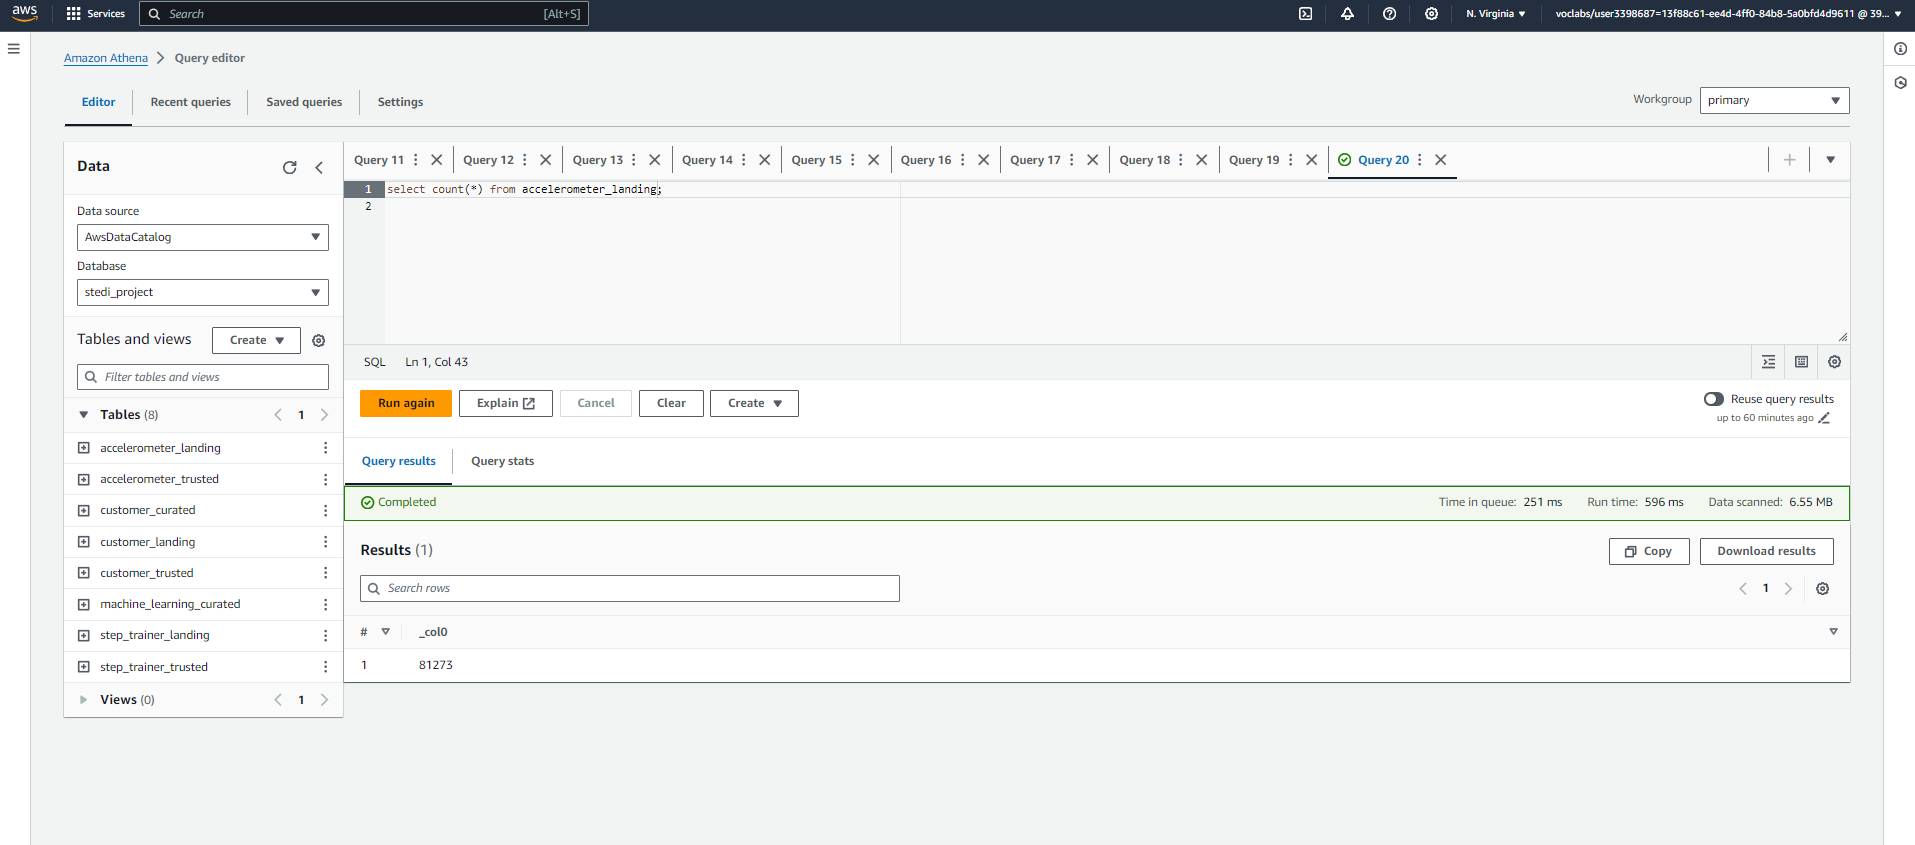 aws Services Search [Alt+S] N. Virginia voclabs/user3398687=13f88c61-ee4d-4ff0-84b8-5a0bfd4d9611 @ 39...
Amazon Athena Query editor
Editor Recent queries Saved queries Settings
Workgroup primary
Data
Data source
AwsDataCatalog
Database
stedi_project
Tables and views Create
Filter tables and views
Tables (8) 1
accelerometer_landing
accelerometer_trusted
customer_curated
customer_landing
customer_trusted
machine_learning_curated
step_trainer_landing
step_trainer_trusted
Views (0) 1
Query 11 Query 12 Query 13 Query 14 Query 15 Query 16 Query 17 Query 18 Query 19 Query 20
1 select count(*) from accelerometer_landing;
2
SQL Ln 1, Col 43
Run again Explain Cancel Clear Create
Reuse query results
up to 60 minutes ago
Query results Query stats
Completed Time in queue: 251 ms Run time: 596 ms Data scanned: 6.55 MB
Results (1) Copy Download results
Search rows 1
# _col0
1 81273